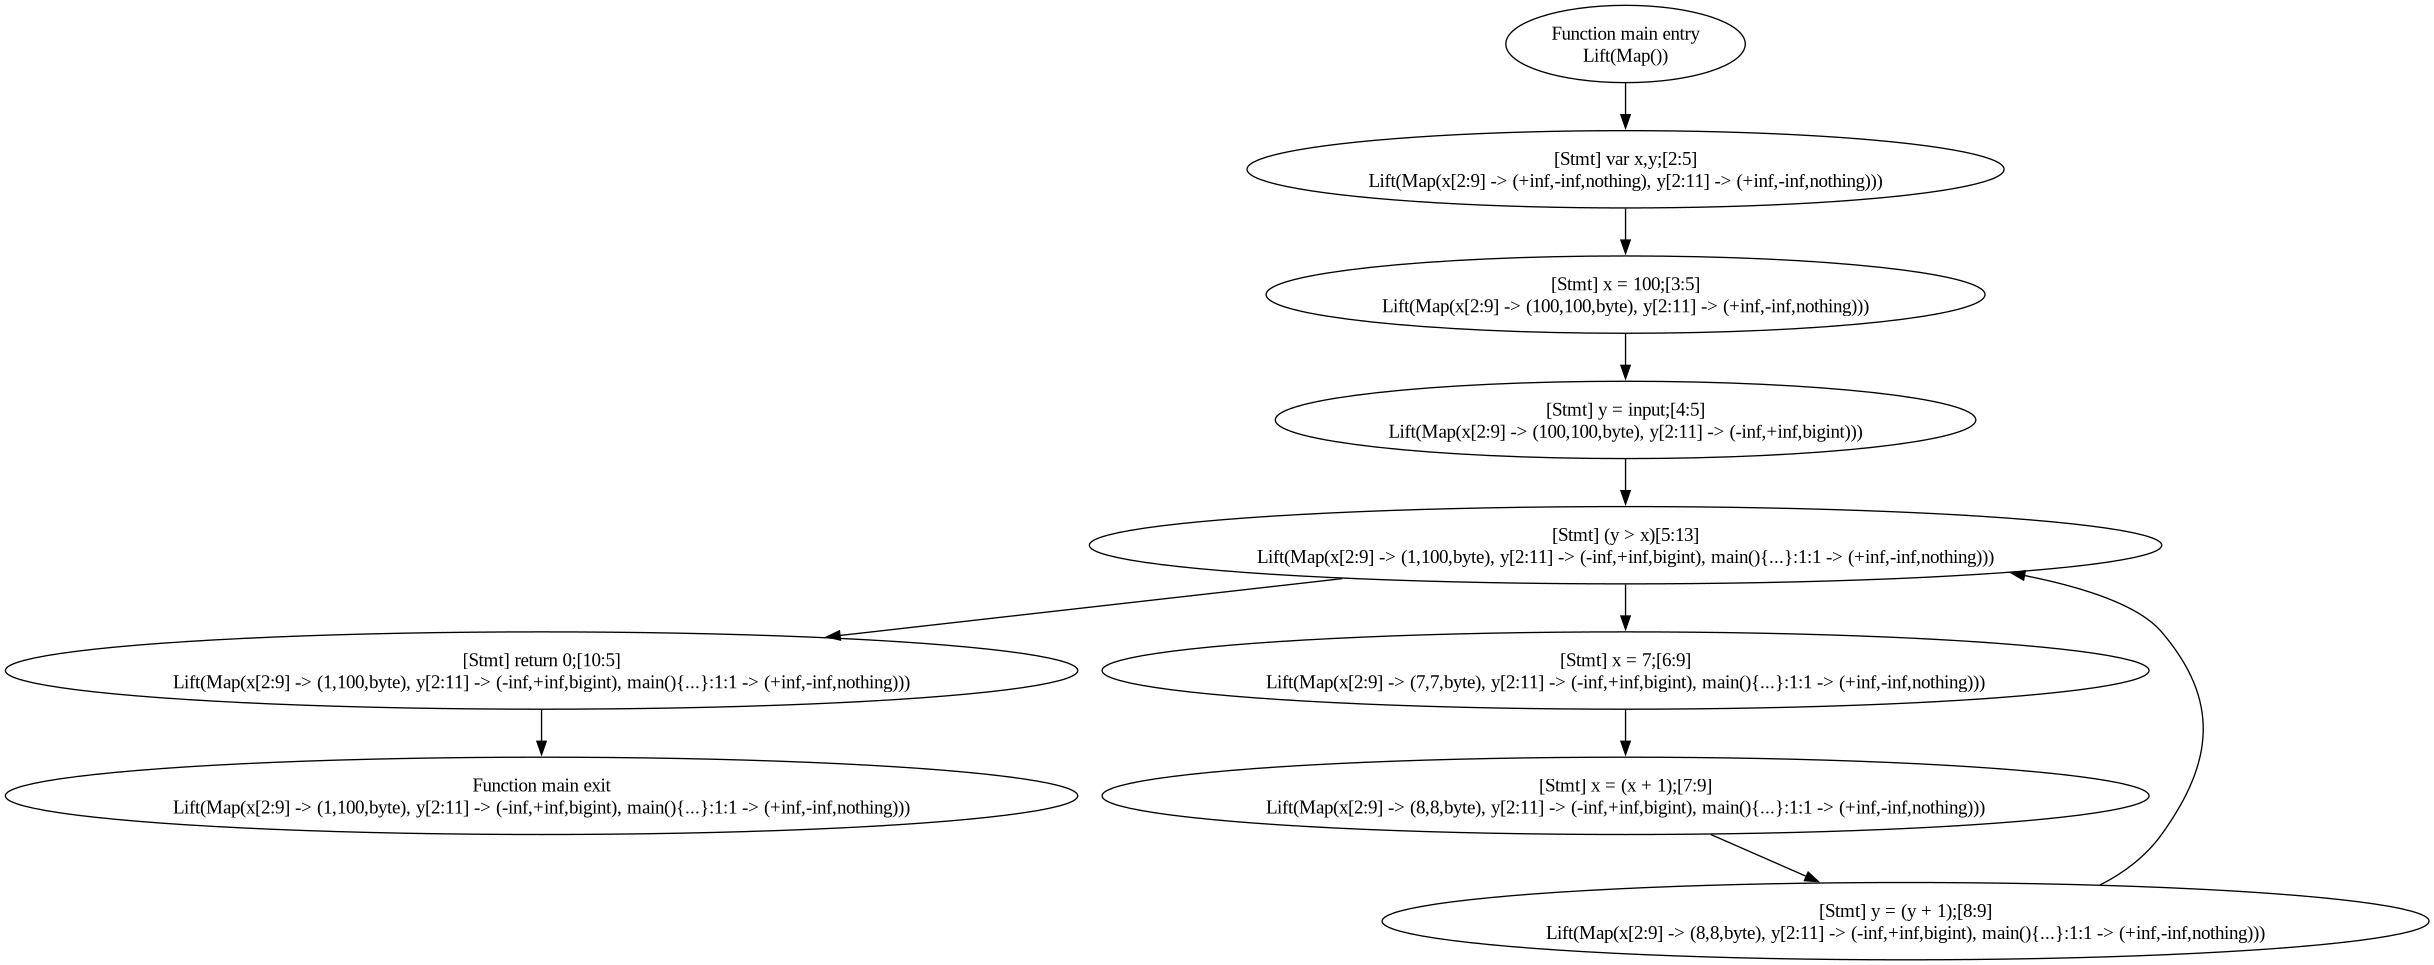 Function main entry
Lift(Map())
[Stmt] var x,y;[2:5]
Lift(Map(x[2:9] -> (+inf,-inf,nothing), y[2:11] -> (+inf,-inf,nothing)))
[Stmt] x = 100;[3:5]
Lift(Map(x[2:9] -> (100,100,byte), y[2:11] -> (+inf,-inf,nothing)))
[Stmt] y = input;[4:5]
Lift(Map(x[2:9] -> (100,100,byte), y[2:11] -> (-inf,+inf,bigint)))
[Stmt] (y > x)[5:13]
Lift(Map(x[2:9] -> (1,100,byte), y[2:11] -> (-inf,+inf,bigint), main(){...}:1:1 -> (+inf,-inf,nothing)))
[Stmt] return 0;[10:5]
Lift(Map(x[2:9] -> (1,100,byte), y[2:11] -> (-inf,+inf,bigint), main(){...}:1:1 -> (+inf,-inf,nothing)))
[Stmt] x = 7;[6:9]
Lift(Map(x[2:9] -> (7,7,byte), y[2:11] -> (-inf,+inf,bigint), main(){...}:1:1 -> (+inf,-inf,nothing)))
Function main exit
Lift(Map(x[2:9] -> (1,100,byte), y[2:11] -> (-inf,+inf,bigint), main(){...}:1:1 -> (+inf,-inf,nothing)))
[Stmt] x = (x + 1);[7:9]
Lift(Map(x[2:9] -> (8,8,byte), y[2:11] -> (-inf,+inf,bigint), main(){...}:1:1 -> (+inf,-inf,nothing)))
[Stmt] y = (y + 1);[8:9]
Lift(Map(x[2:9] -> (8,8,byte), y[2:11] -> (-inf,+inf,bigint), main(){...}:1:1 -> (+inf,-inf,nothing)))